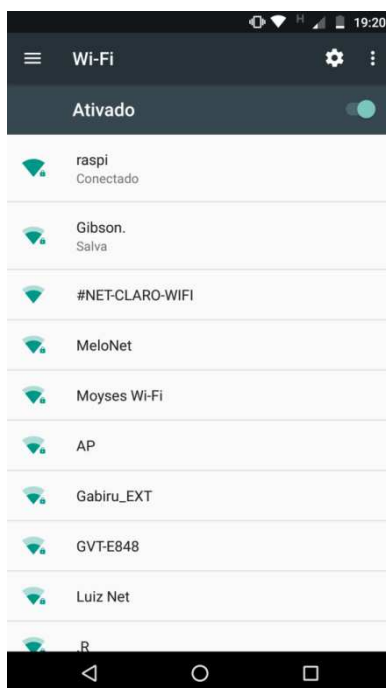 H 19:20
Wi-Fi
Ativado
raspi
Conectado
Gibson.
Salva
#NET-CLARO-WIFI
MeloNet
Moyses Wi-Fi
AP
Gabiru_EXT
GVT-E848
Luiz Net
.R